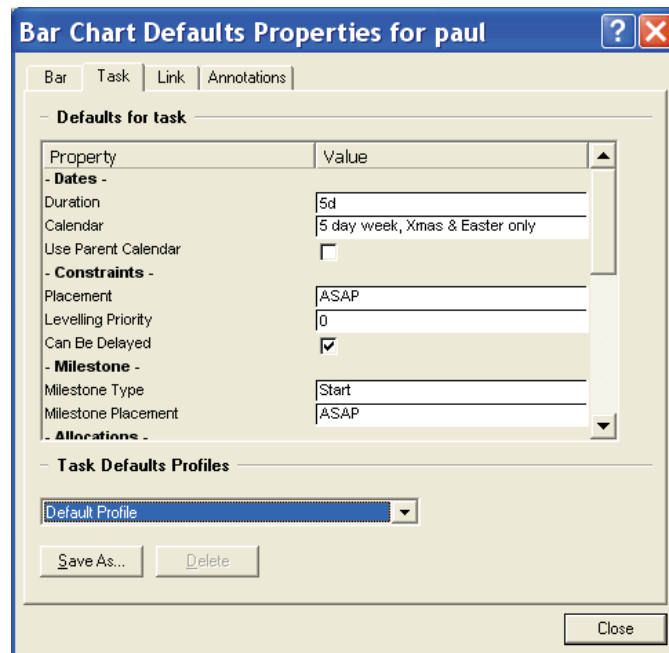 Bar Chart Defaults Properties for paul
Bar Task Link Annotations
Defaults for task
Property Value
- Dates -
Duration 5d
Calendar 5 day week, Xmas & Easter only
Use Parent Calendar
- Constraints -
Placement ASAP
Levelling Priority 0
Can Be Delayed
- Milestone -
Milestone Type Start
Milestone Placement ASAP
- Allocations -
Task Defaults Profiles
Default Profile
Save As... Delete
Close